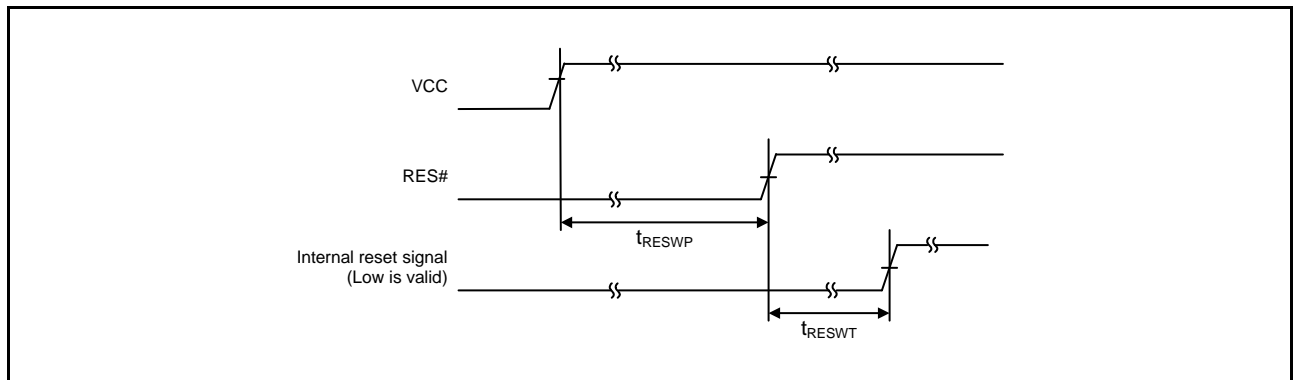 VCC
RES#
tRESWP
Internal reset signal
(Low is valid)
tRESWT